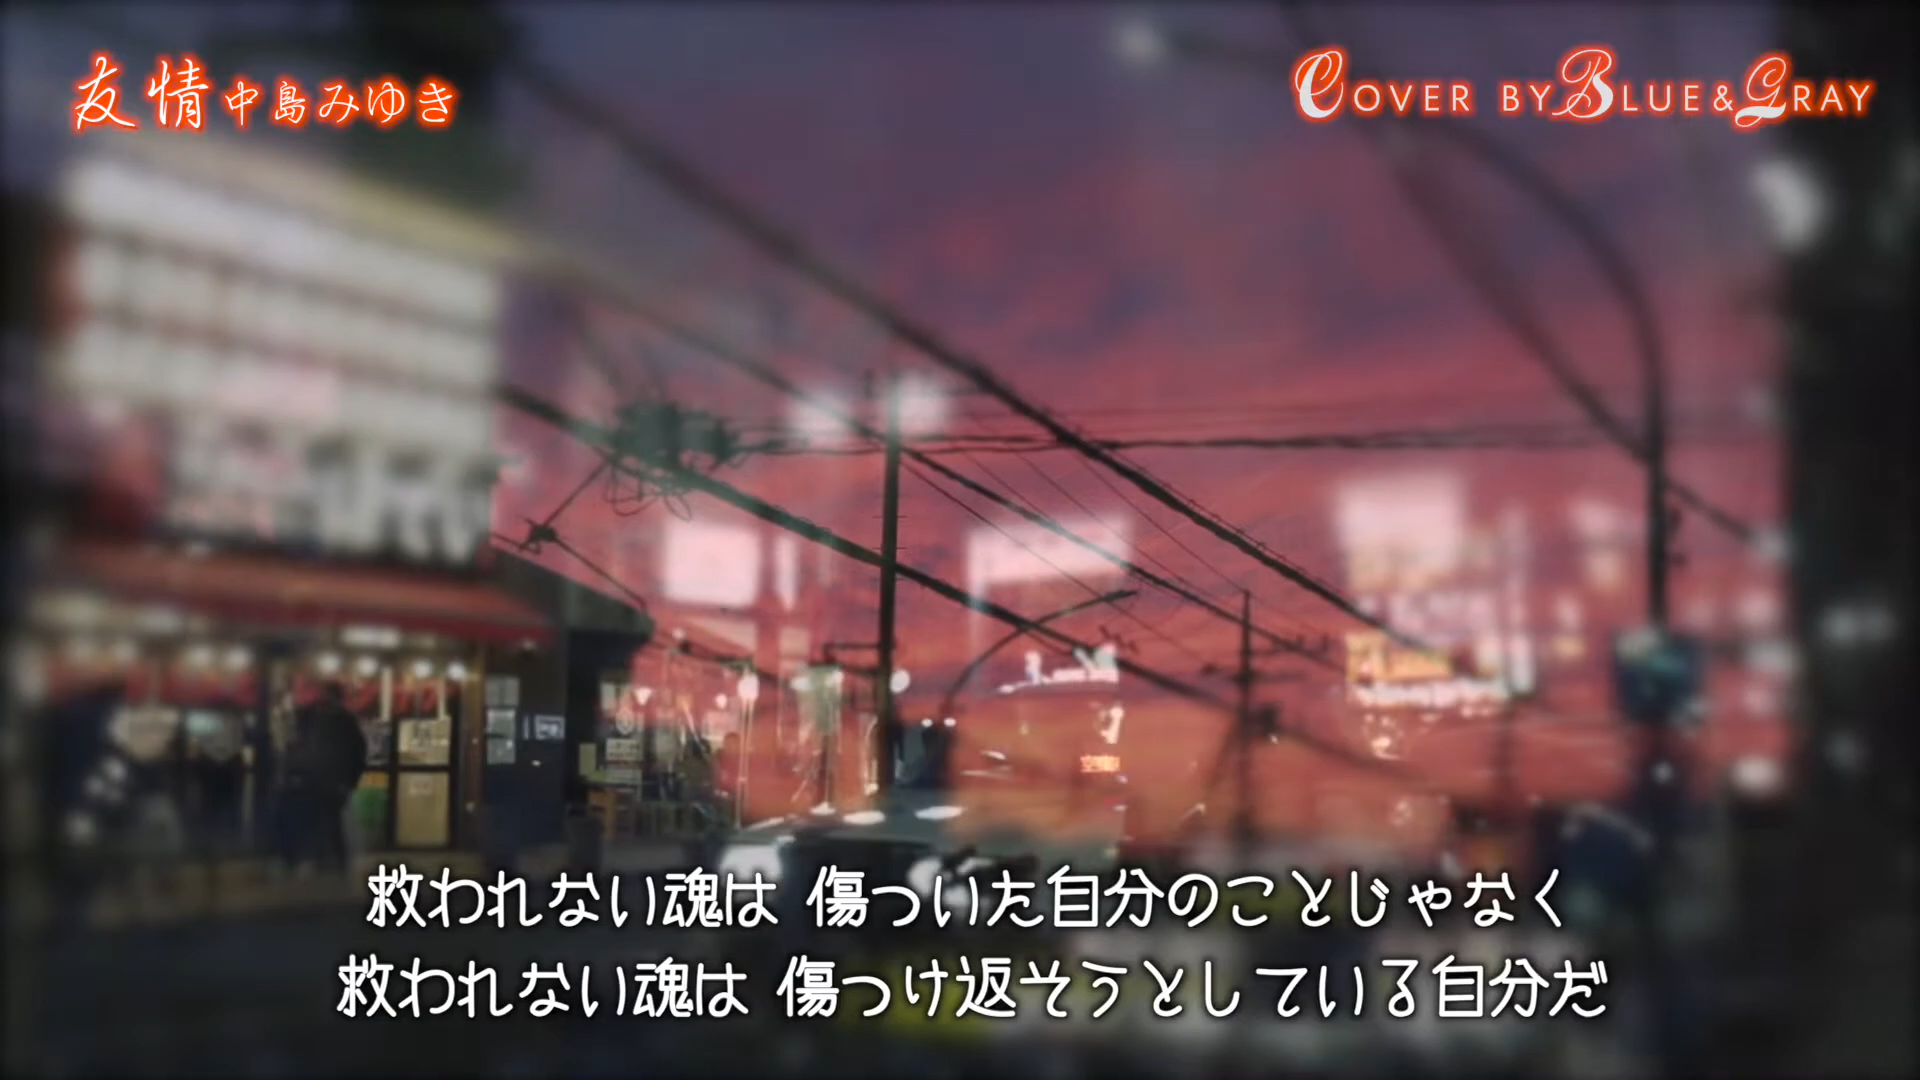 友情 中島みゆき
Cover by Blue&Gray
救われない魂は 傷ついた自分のことじゃなく
救われない魂は 傷つけ返そうとしている自分だ